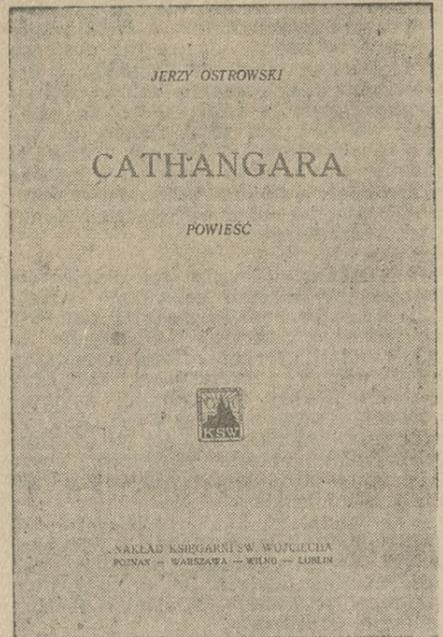 JERZY OSTROWSKI
CATHANGARA
POWIEŚĆ
KSW
NAKŁAD KSIĘGARNI ŚW. WOJCIECHA
POZNAŃ — WARSZAWA — WILNO — LUBLIN